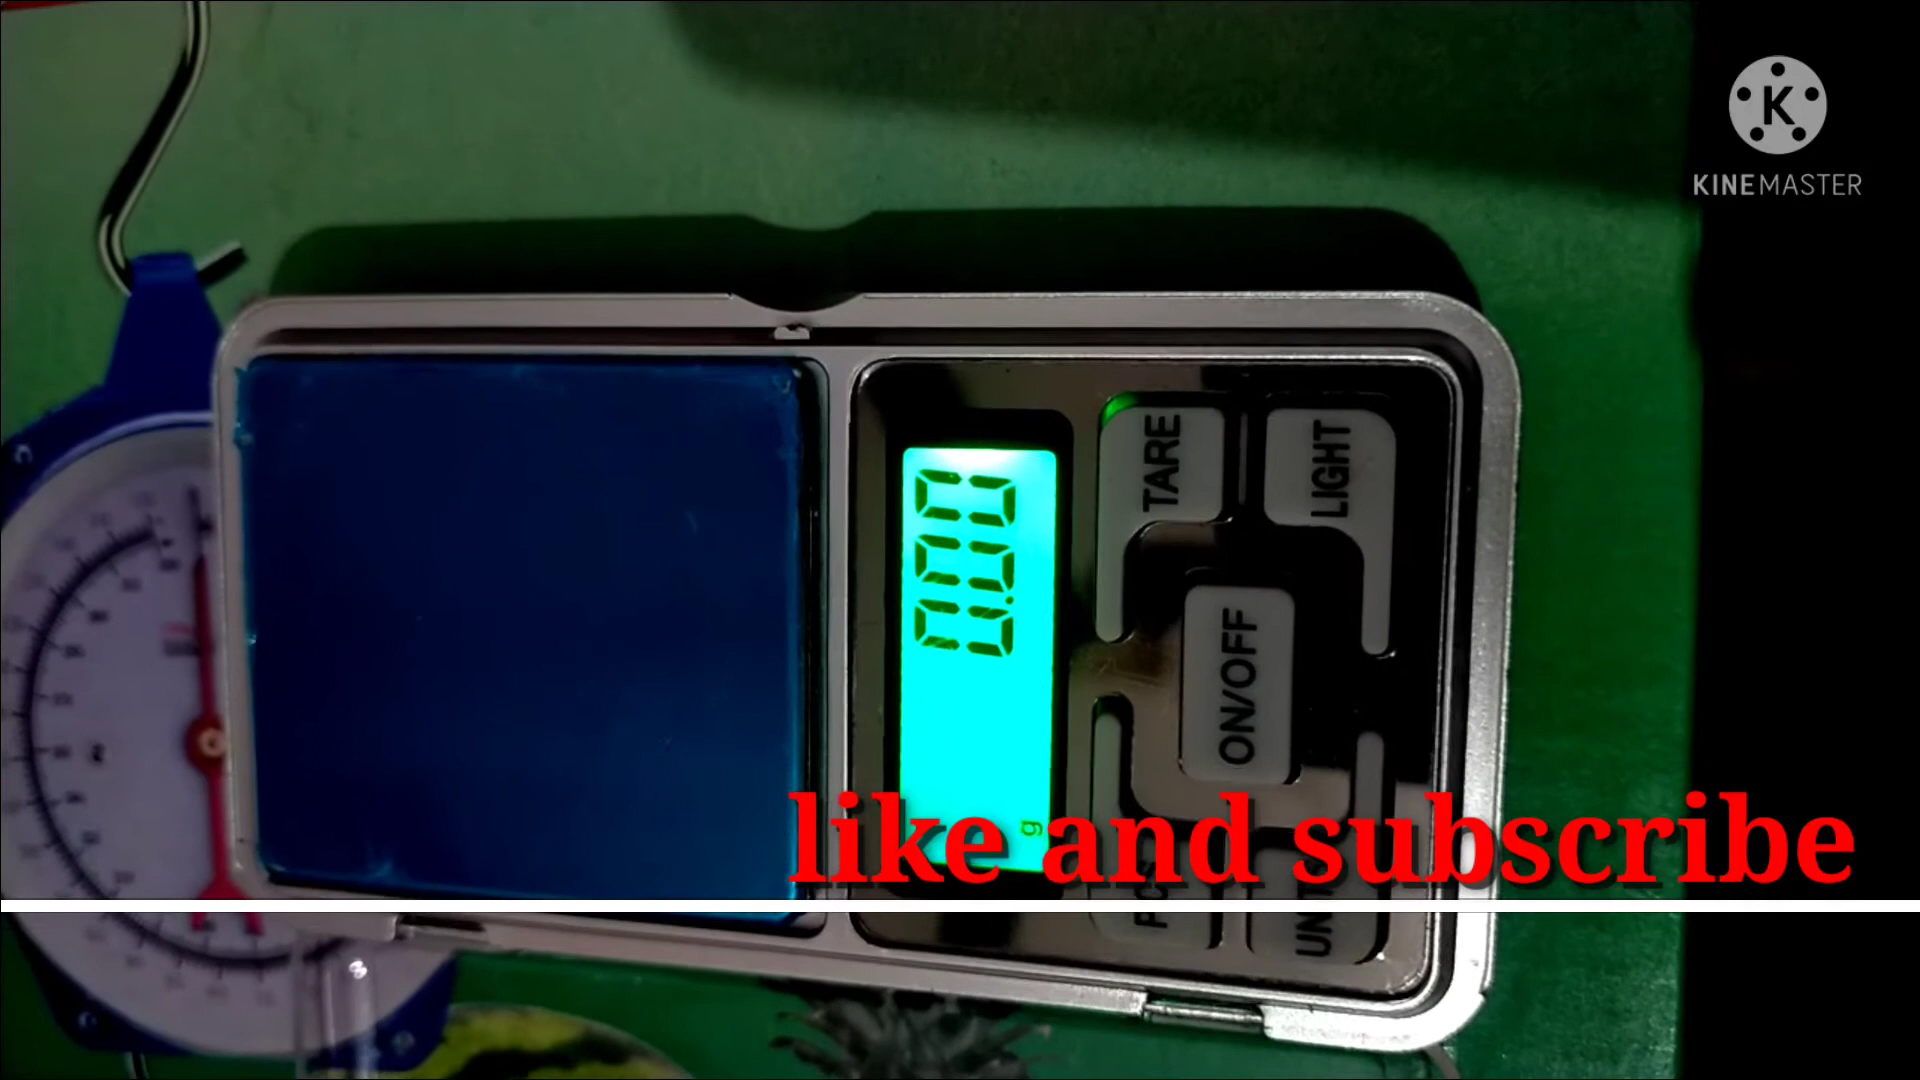 KINEMASTER
0.00
g
TARE
LIGHT
ON/OFF
like and subscribe